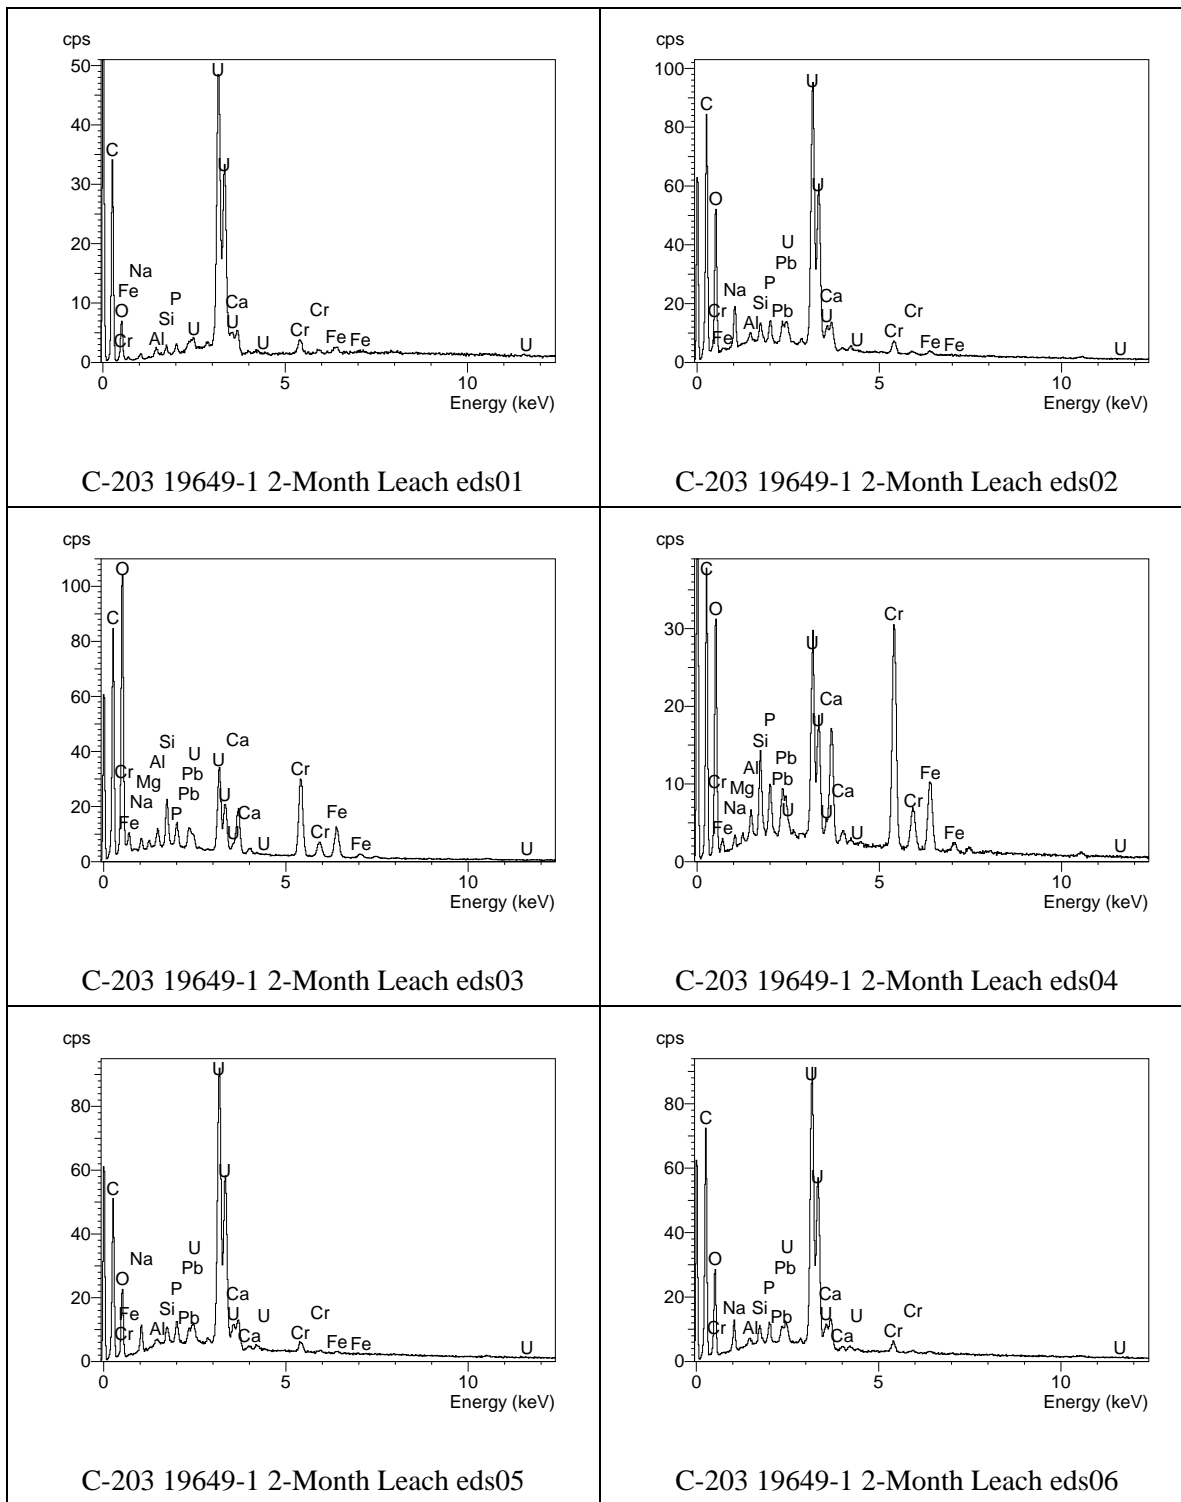 cps
50
40
30
20
10
0
U
C
U
Na
Fe
P
O
Si
Cr
Al
U
Ca
U
Cr
Cr
U
Fe Fe
U
0 5 10
Energy (keV)
C-203 19649-1 2-Month Leach eds01
cps
100
80
60
40
20
0
U
C
U
O
U
Pb
Na
P
Si
Cr
Fe
Al
Pb
Ca
U
Cr
Cr
U
Fe Fe
U
0 5 10
Energy (keV)
C-203 19649-1 2-Month Leach eds02
cps
100
80
60
40
20
0
O
C
Si
U
Ca
Al
Pb
U
Cr
Mg
Cr
Na
Pb
U
Fe
P
Ca
Fe
U
Cr
U
Fe
U
0 5 10
Energy (keV)
C-203 19649-1 2-Month Leach eds03
cps
30
20
10
0
C
O
U
Cr
Ca
P
U
Si
Al
Pb
Cr
Mg
Pb
Fe
Na
U
Ca
U
Cr
Fe
U
Fe
U
0 5 10
Energy (keV)
C-203 19649-1 2-Month Leach eds04
cps
80
60
40
20
0
U
C
U
U
Na
Pb
O
P
Fe
Si
Cr
Al
Pb
Ca
U
U
Cr
Ca
Cr
Fe Fe
U
0 5 10
Energy (keV)
C-203 19649-1 2-Month Leach eds05
cps
80
60
40
20
0
U
C
U
U
O
Pb
P
Na
Si
Cr
Al
Pb
Ca
U
U
Cr
Ca
Cr
U
0 5 10
Energy (keV)
C-203 19649-1 2-Month Leach eds06